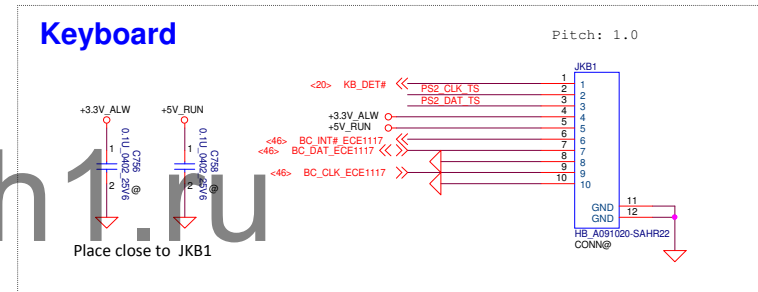 Keyboard
Pitch: 1.0
JKB1
<20> KB_DET#
1 1
PS2_CLK_TS 2 2
PS2_DAT_TS 3 3
+3.3V_ALW 4 4
+5V_RUN 5 5
<46> BC_INT#_ECE1117 6 6
<46> BC_DAT_ECE1117 7 7
8 8
<46> BC_CLK_ECE1117 9 9
10 10
GND 11
GND 12
HB_A091020-SAHR22
CONN@
+3.3V_ALW
1
2
0.1U_0402_25V6
C756
@
+5V_RUN
1
2
0.1U_0402_25V6
C758
@
Place close to JKB1
h1.ru